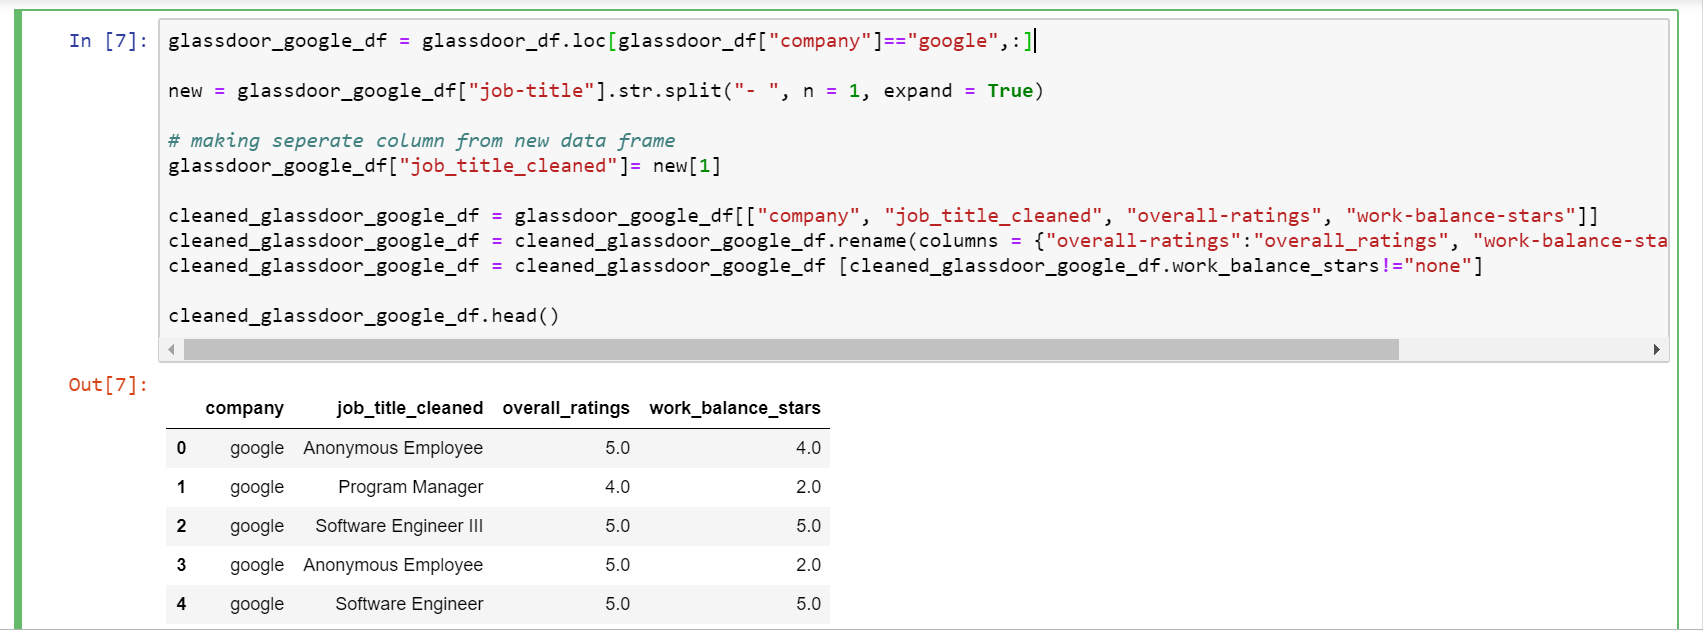 In [7]:
glassdoor_google_df = glassdoor_df.loc[glassdoor_df["company"]=="google",:]
new = glassdoor_google_df["job-title"].str.split("- ", n = 1, expand = True)
# making seperate column from new data frame
glassdoor_google_df["job_title_cleaned"]= new[1]
cleaned_glassdoor_google_df = glassdoor_google_df[["company", "job_title_cleaned", "overall-ratings", "work-balance-stars"]]
cleaned_glassdoor_google_df = cleaned_glassdoor_google_df.rename(columns = {"overall-ratings":"overall_ratings", "work-balance-sta
cleaned_glassdoor_google_df = cleaned_glassdoor_google_df [cleaned_glassdoor_google_df.work_balance_stars!="none"]
cleaned_glassdoor_google_df.head()
Out[7]:
company job_title_cleaned overall_ratings work_balance_stars
0 google Anonymous Employee 5.0 4.0
1 google Program Manager 4.0 2.0
2 google Software Engineer III 5.0 5.0
3 google Anonymous Employee 5.0 2.0
4 google Software Engineer 5.0 5.0